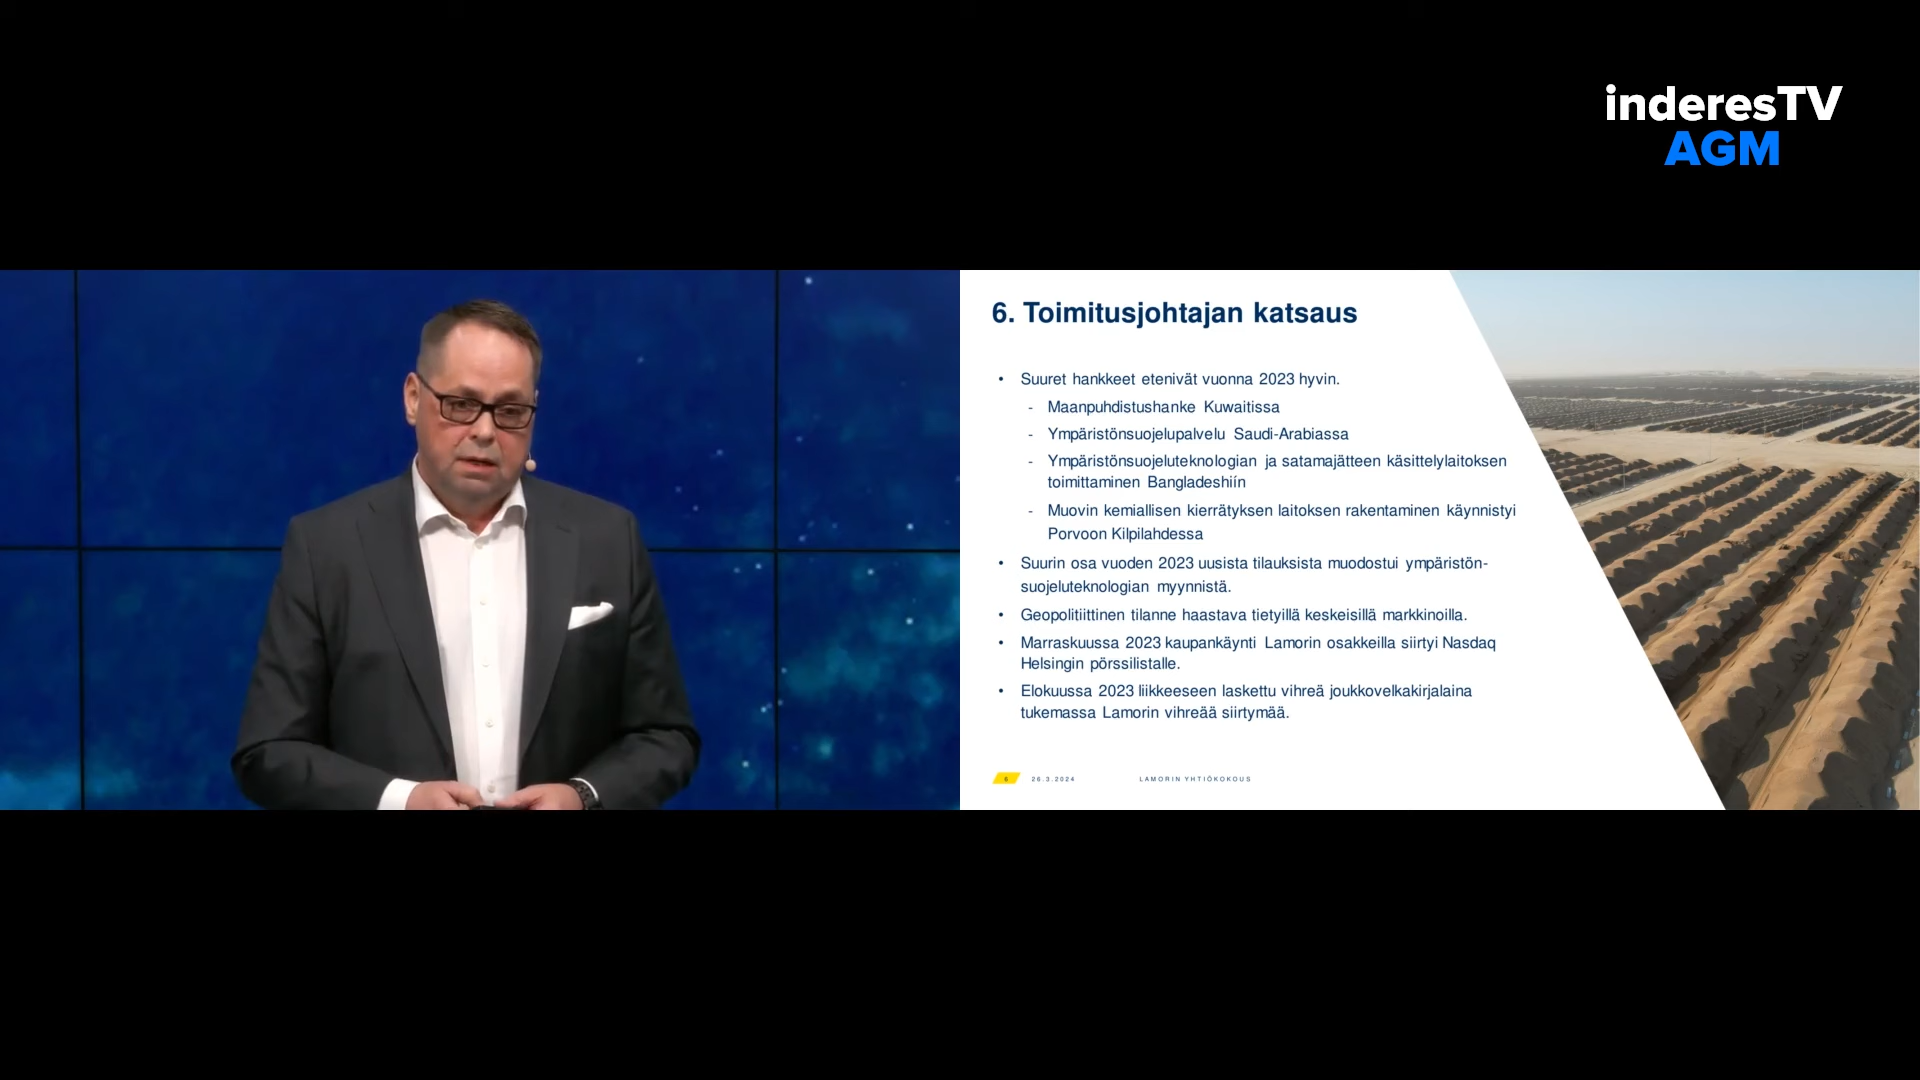 inderesTV
AGM
6. Toimitusjohtajan katsaus
• Suuret hankkeet etenivät vuonna 2023 hyvin.
- Maanpuhdistushanke Kuwaitissa
- Ympäristönsuojelupalvelu Saudi-Arabiassa
- Ympäristönsuojeluteknologian ja satamajätteen käsittelylaitoksen
toimittaminen Bangladeshiín
- Muovin kemiallisen kierrätyksen laitoksen rakentaminen käynnistyi
Porvoon Kilpilahdessa
• Suurin osa vuoden 2023 uusista tilauksista muodostui ympäristön-
suojeluteknologian myynnistä.
• Geopolitiittinen tilanne haastava tietyillä keskeisillä markkinoilla.
• Marraskuussa 2023 kaupankäynti Lamorin osakkeilla siirtyi Nasdaq
Helsingin pörssilistalle.
• Elokuussa 2023 liikkeeseen laskettu vihreä joukkovelkakirjalaina
tukemassa Lamorin vihreää siirtymää.
6 26.3.2024 LAMORIN YHTIÖKOKOUS